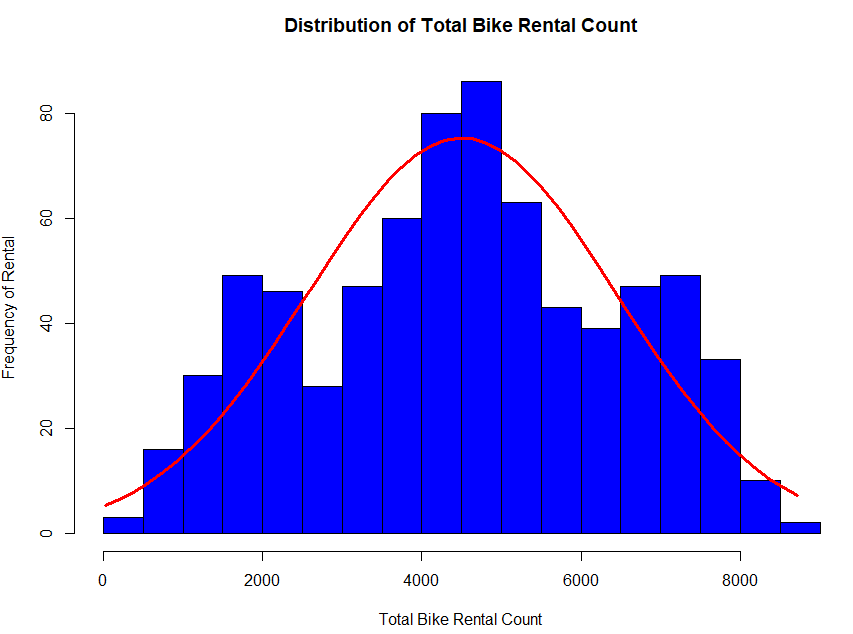 Distribution of Total Bike Rental Count
Frequency of Rental
80
60
40
20
0
0 2000 4000 6000 8000
Total Bike Rental Count